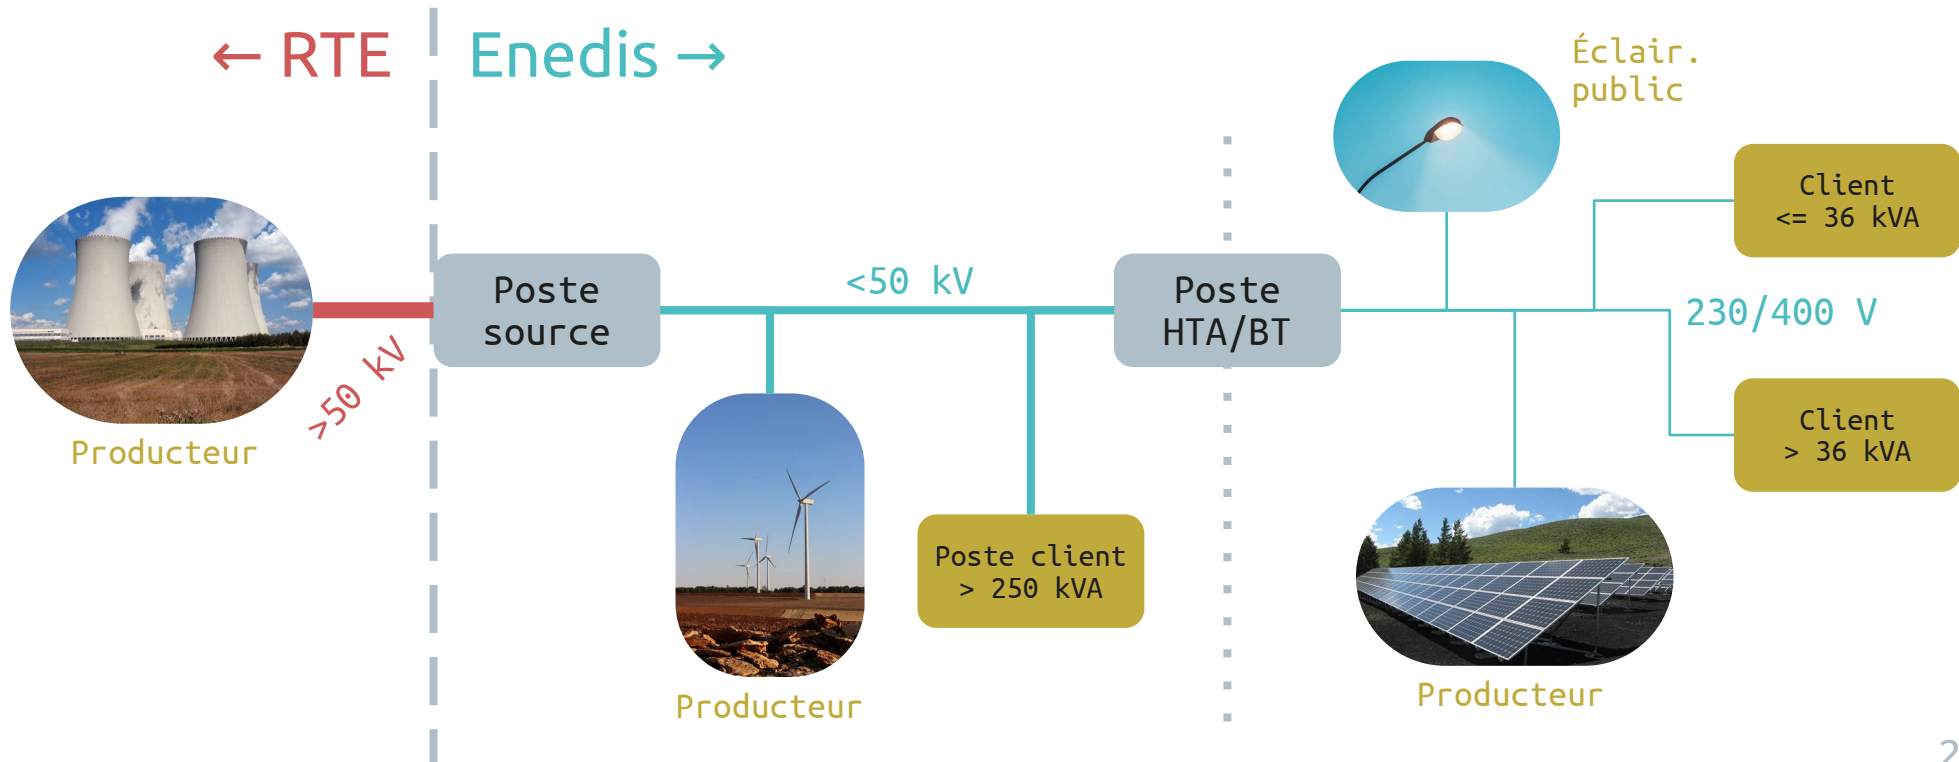 ← RTE
Enedis →
Éclair.
public
Client
<= 36 kVA
Poste
source
<50 kV
Poste
HTA/BT
230/400 V
>50 kV
Producteur
Client
> 36 kVA
Poste client
> 250 kVA
Producteur
Producteur
2